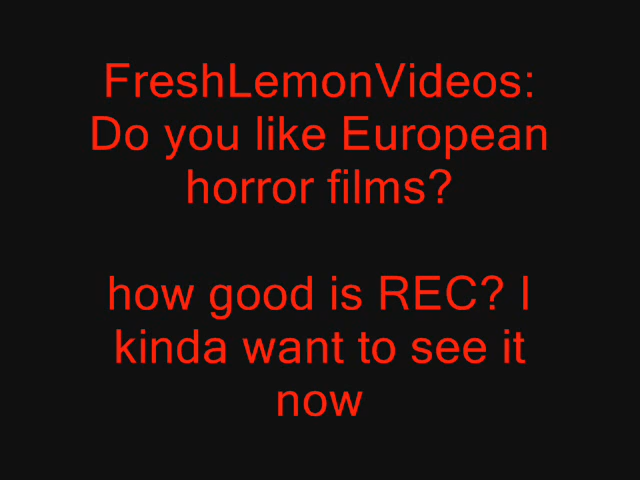 FreshLemonVideos:
Do you like European
horror films?
how good is REC? I
kinda want to see it
now